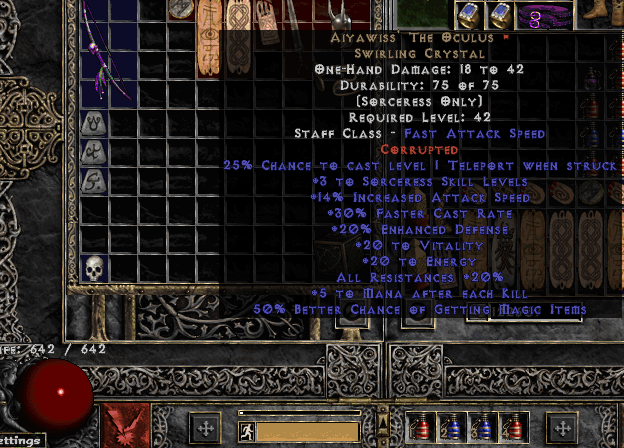 Aiyawiss The Oculus
Swirling Crystal
One-Hand Damage: 18 to 42
Durability: 75 of 75
(Sorceress Only)
Required Level: 42
Staff Class - Fast Attack Speed
Corrupted
25% Chance to cast level 1 Teleport when struck
+3 to Sorceress Skill Levels
+14% Increased Attack Speed
+30% Faster Cast Rate
+20% Enhanced Defense
+20 to Vitality
+20 to Energy
All Resistances +20%
+5 to Mana after each Kill
50% Better Chance of Getting Magic Items
642 / 642